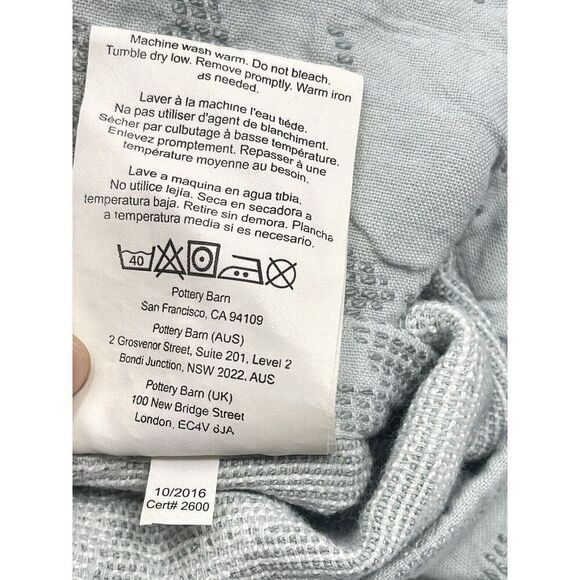 Machine wash warm. Do not bleach.
Tumble dry low. Remove promptly. Warm iron
as needed.
Laver à la machine l'eau tiéde.
Na pas utiliser d'agent de blanchiment.
Sécher par culbutage à basse température.
Enlevez promptement. Repasser à une
température moyenne au besoin.
Lave a maquina en agua tibia.
No utilice lejía. Seca en secadora a
temperatura baja. Retire sin demora. Plancha
a temperatura media si es necesario.
40
Pottery Barn
San Francisco, CA 94109
Pottery Barn (AUS)
2 Grosvenor Street, Suite 201, Level 2
Bondi Junction, NSW 2022, AUS
Pottery Barn (UK)
100 New Bridge Street
London, EC4V 6JA
10/2016
Cert# 2600